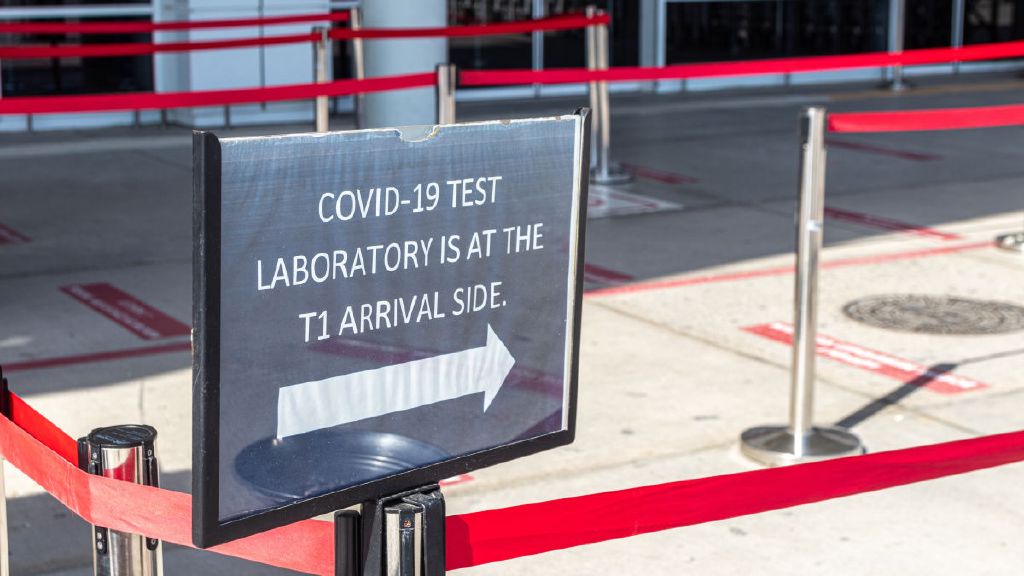 COVID-19 TEST
LABORATORY IS AT THE
T1 ARRIVAL SIDE.